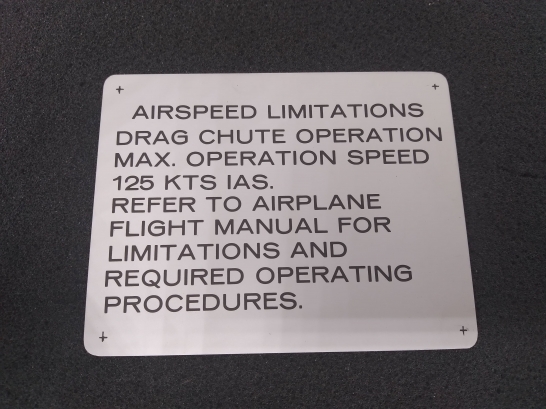 AIRSPEED LIMITATIONS
DRAG CHUTE OPERATION
MAX. OPERATION SPEED
125 KTS IAS.
REFER TO AIRPLANE
FLIGHT MANUAL FOR
LIMITATIONS AND
REQUIRED OPERATING
PROCEDURES.